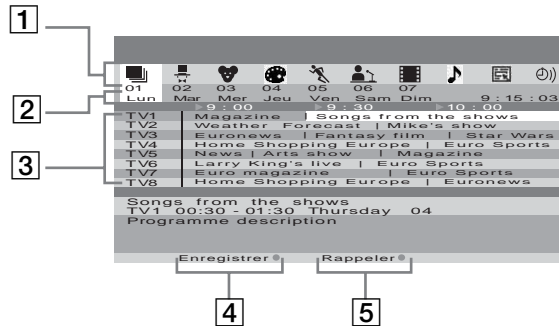 1
01 02 03 04 05 06 07
2
Lun Mar Mer Jeu Ven Sam Dim 9 : 15 : 03
9 : 00 9 : 30 10 : 00
TV1 Magazine | Songs from the shows
TV2 Weather Forecast | Mike's show
3
TV3 Euronews | Fantasy film | Star Wars
TV4 Home Shopping Europe | Euro Sports
TV5 News | Arts show | Magazine
TV6 Larry King's live | Euro Sports
TV7 Euro magazine | Euro Sports
TV8 Home Shopping Europe | Euronews
Songs from the shows
TV1 00:30 - 01:30 Thursday 04
Programme description
Enregistrer Rappeler
4 5